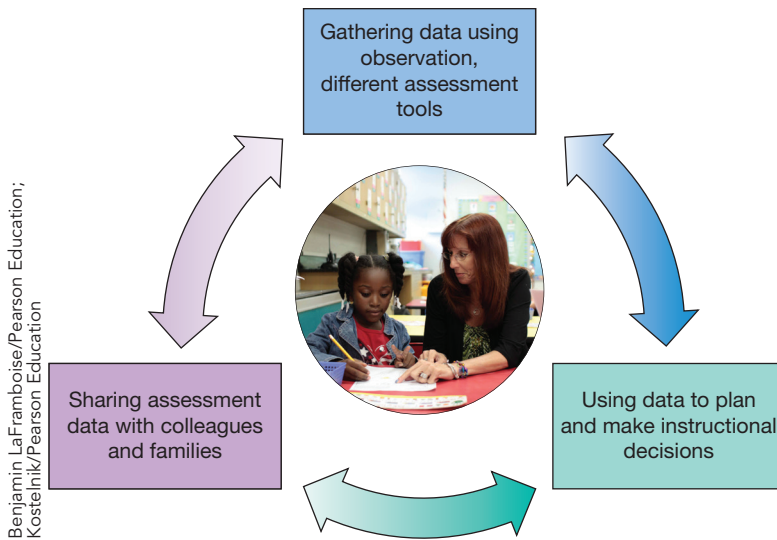 Gathering data using
observation,
different assessment
tools
Sharing assessment
data with colleagues
and families
Using data to plan
and make instructional
decisions
Benjamin LaFramboise/Pearson Education;
Kostelnik/Pearson Education